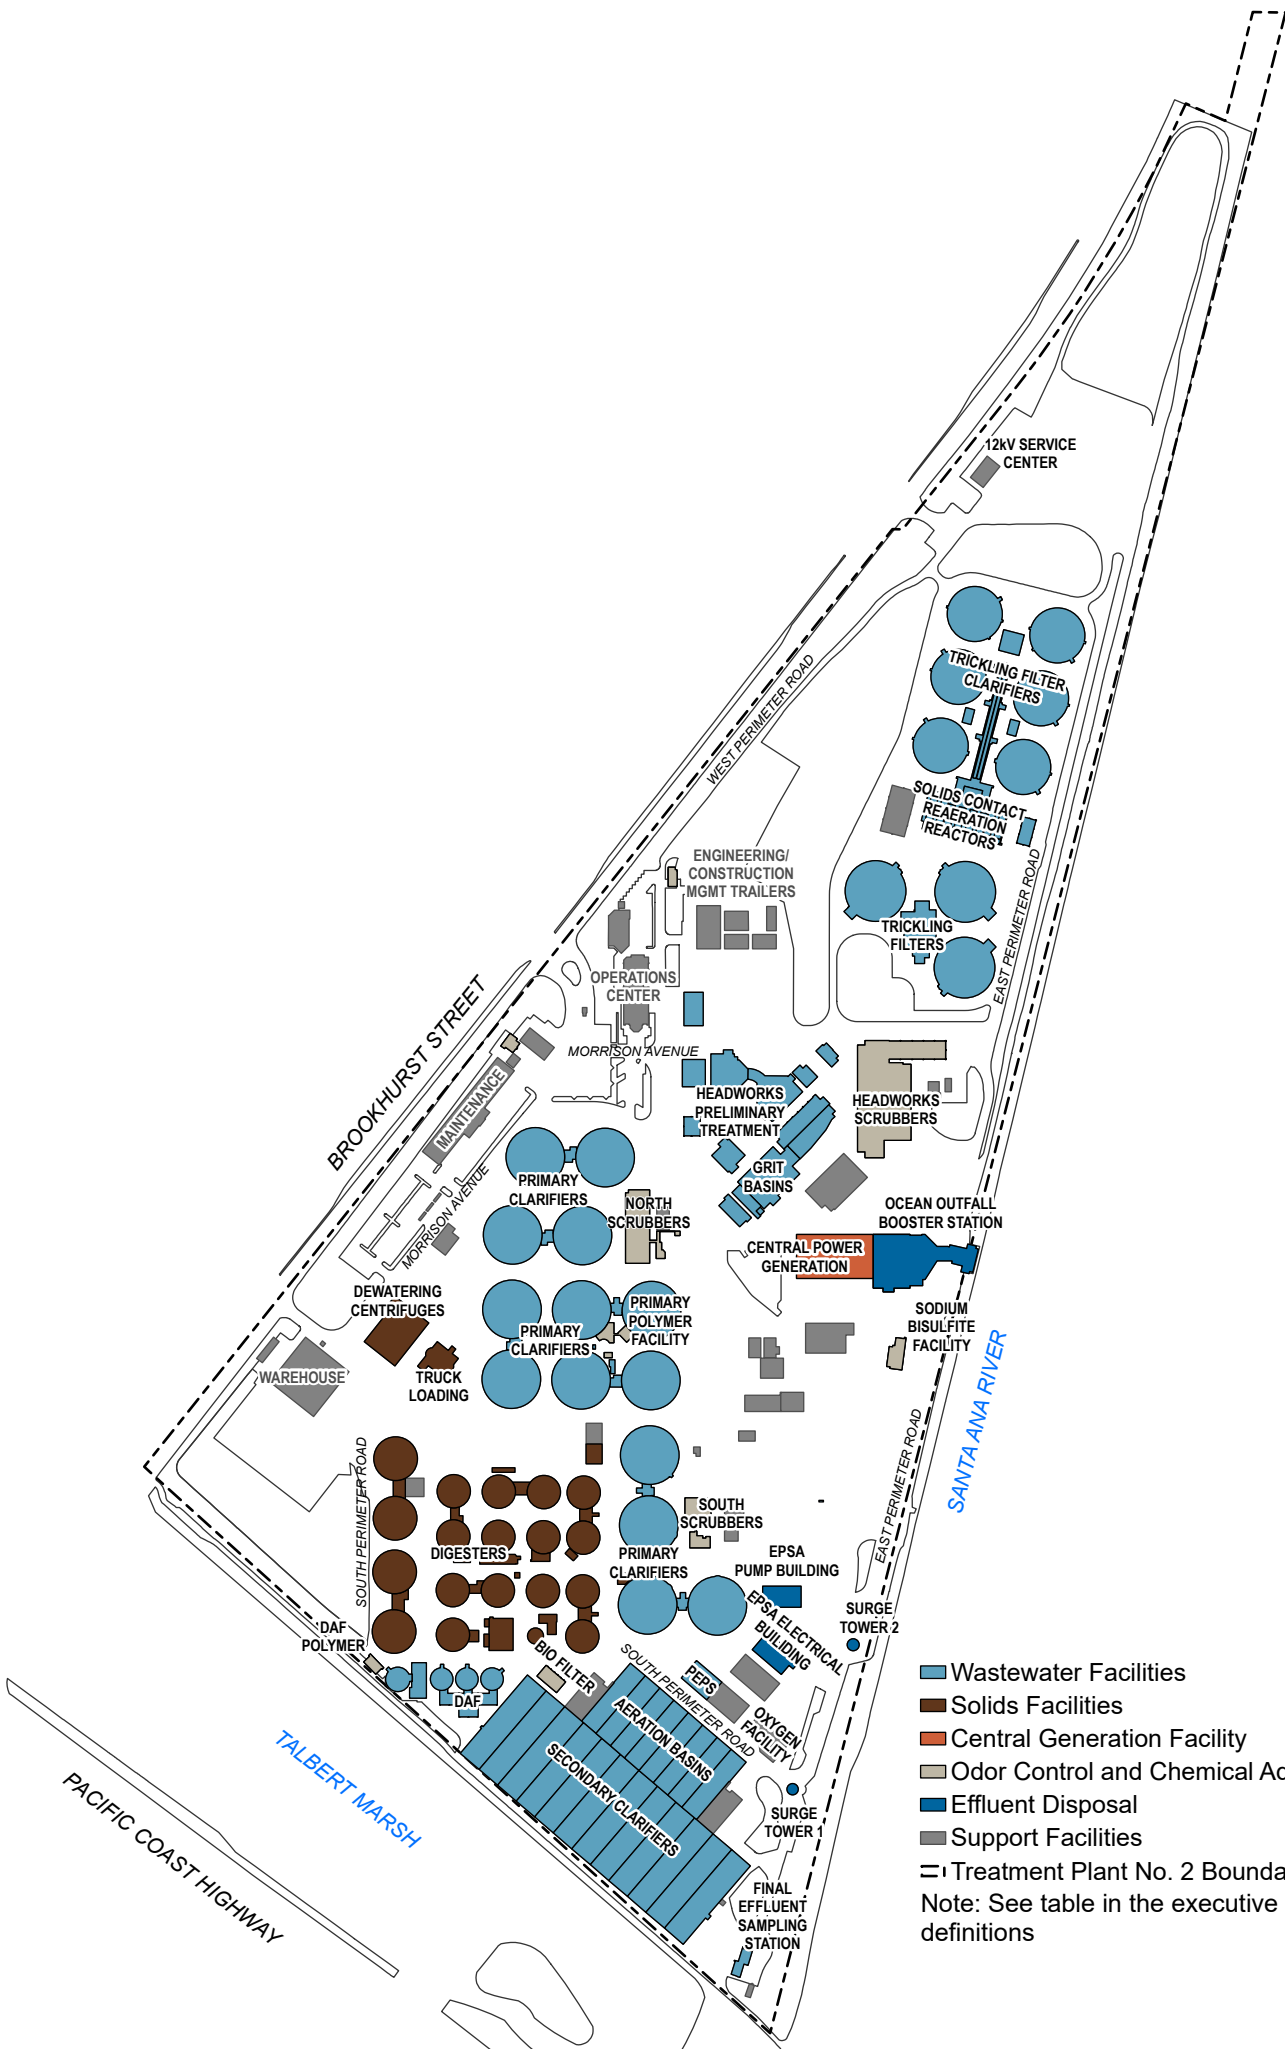 12kV SERVICE
CENTER
TRICKLING FILTER
CLARIFIERS
WEST PERIMETER ROAD
SOLIDS CONTACT
REAERATION
REACTORS
ENGINEERING/
CONSTRUCTION
MGMT TRAILERS
TRICKLING
FILTERS
EAST PERIMETER ROAD
OPERATIONS
CENTER
BROOKHURST STREET
MORRISON AVENUE
MAINTENANCE
HEADWORKS
PRELIMINARY
TREATMENT
HEADWORKS
SCRUBBERS
GRIT
BASINS
PRIMARY
CLARIFIERS
NORTH
SCRUBBERS
MORRISON AVENUE
OCEAN OUTFALL
BOOSTER STATION
CENTRAL POWER
GENERATION
DEWATERING
CENTRIFUGES
PRIMARY
POLYMER
FACILITY
PRIMARY
CLARIFIERS
SODIUM
BISULFITE
FACILITY
WAREHOUSE
TRUCK
LOADING
SANTA ANA RIVER
SOUTH PERIMETER ROAD
EAST PERIMETER ROAD
SOUTH
SCRUBBERS
DIGESTERS
PRIMARY
CLARIFIERS
EPSA
PUMP BUILDING
EPSA ELECTRICAL
BUILIDING
SURGE
TOWER 2
DAF
POLYMER
BIO FILTER
SOUTH PERIMETER ROAD
PEPS
DAF
OXYGEN
FACILITY
AERATION BASINS
SECONDARY CLARIFIERS
TALBERT MARSH
PACIFIC COAST HIGHWAY
SURGE
TOWER 1
FINAL
EFFLUENT
SAMPLING
STATION
Wastewater Facilities
Solids Facilities
Central Generation Facility
Odor Control and Chemical Ad
Effluent Disposal
Support Facilities
Treatment Plant No. 2 Bounda
Note: See table in the executive
definitions